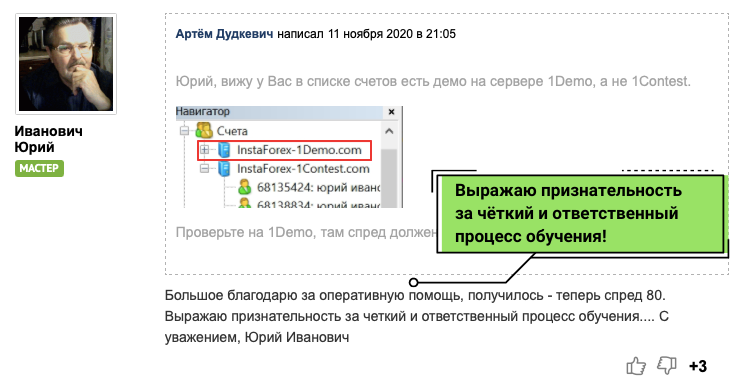 Артём Дудкевич написал 11 ноября 2020 в 21:05
Юрий, вижу у Вас в списке счетов есть демо на сервере 1Demo, а не 1Contest.
Иванович
Юрий
МАСТЕР
Навигатор
Счета
InstaForex-1Demo.com
InstaForex-1Contest.com
68135424: юрий иванс
68138834: юрий иванс
Выражаю признательность
за чёткий и ответственный
процесс обучения!
Проверьте на 1Demo, там спред должен
Большое благодарю за оперативную помощь, получилось - теперь спред 80.
Выражаю признательность за четкий и ответственный процесс обучения.... С
уважением, Юрий Иванович
+3